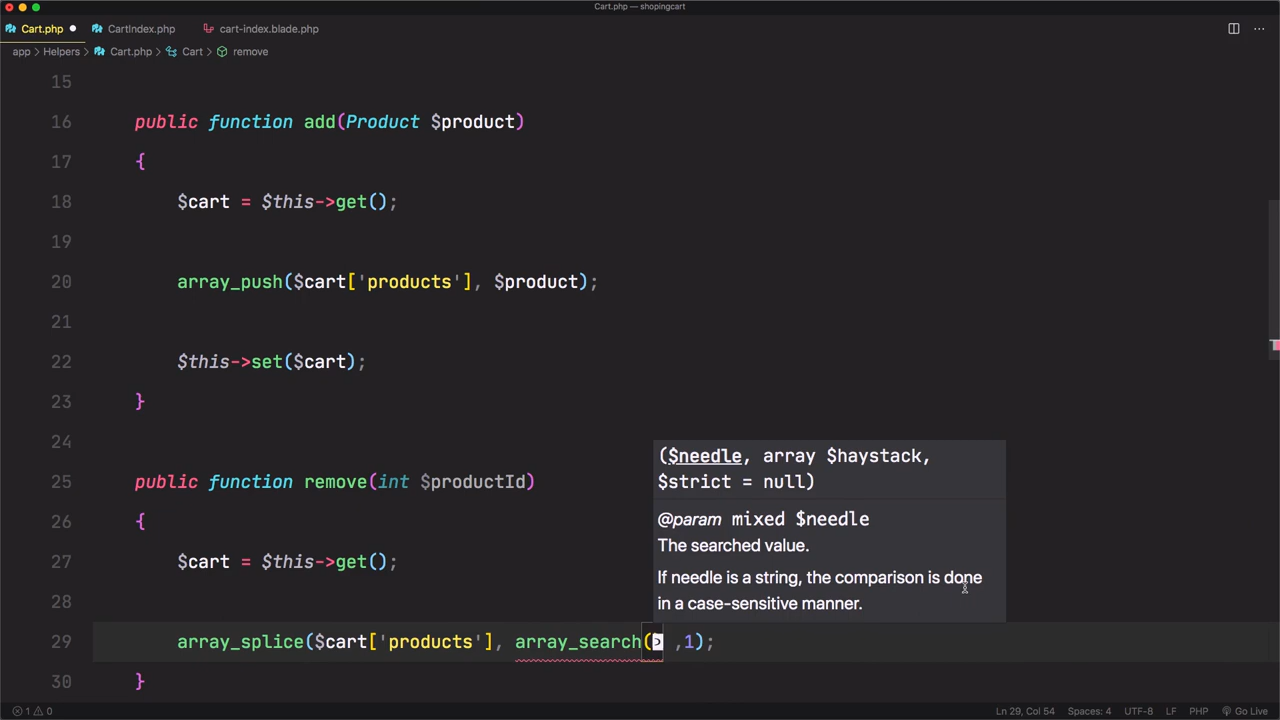 Cart.php — shopingcart
Cart.php CartIndex.php cart-index.blade.php
app > Helpers > Cart.php > Cart > remove
15
16 public function add(Product $product)
17 {
18 $cart = $this->get();
19
20 array_push($cart['products'], $product);
21
22 $this->set($cart);
23 }
24
($needle, array $haystack,
25 public function remove(int $productId)
$strict = null)
26 {
@param mixed $needle
The searched value.
27 $cart = $this->get();
If needle is a string, the comparison is done
28
in a case-sensitive manner.
29 array_splice($cart['products'], array_search( ,1);
30 }
1 0 Ln 29, Col 54 Spaces: 4 UTF-8 LF PHP Go Live